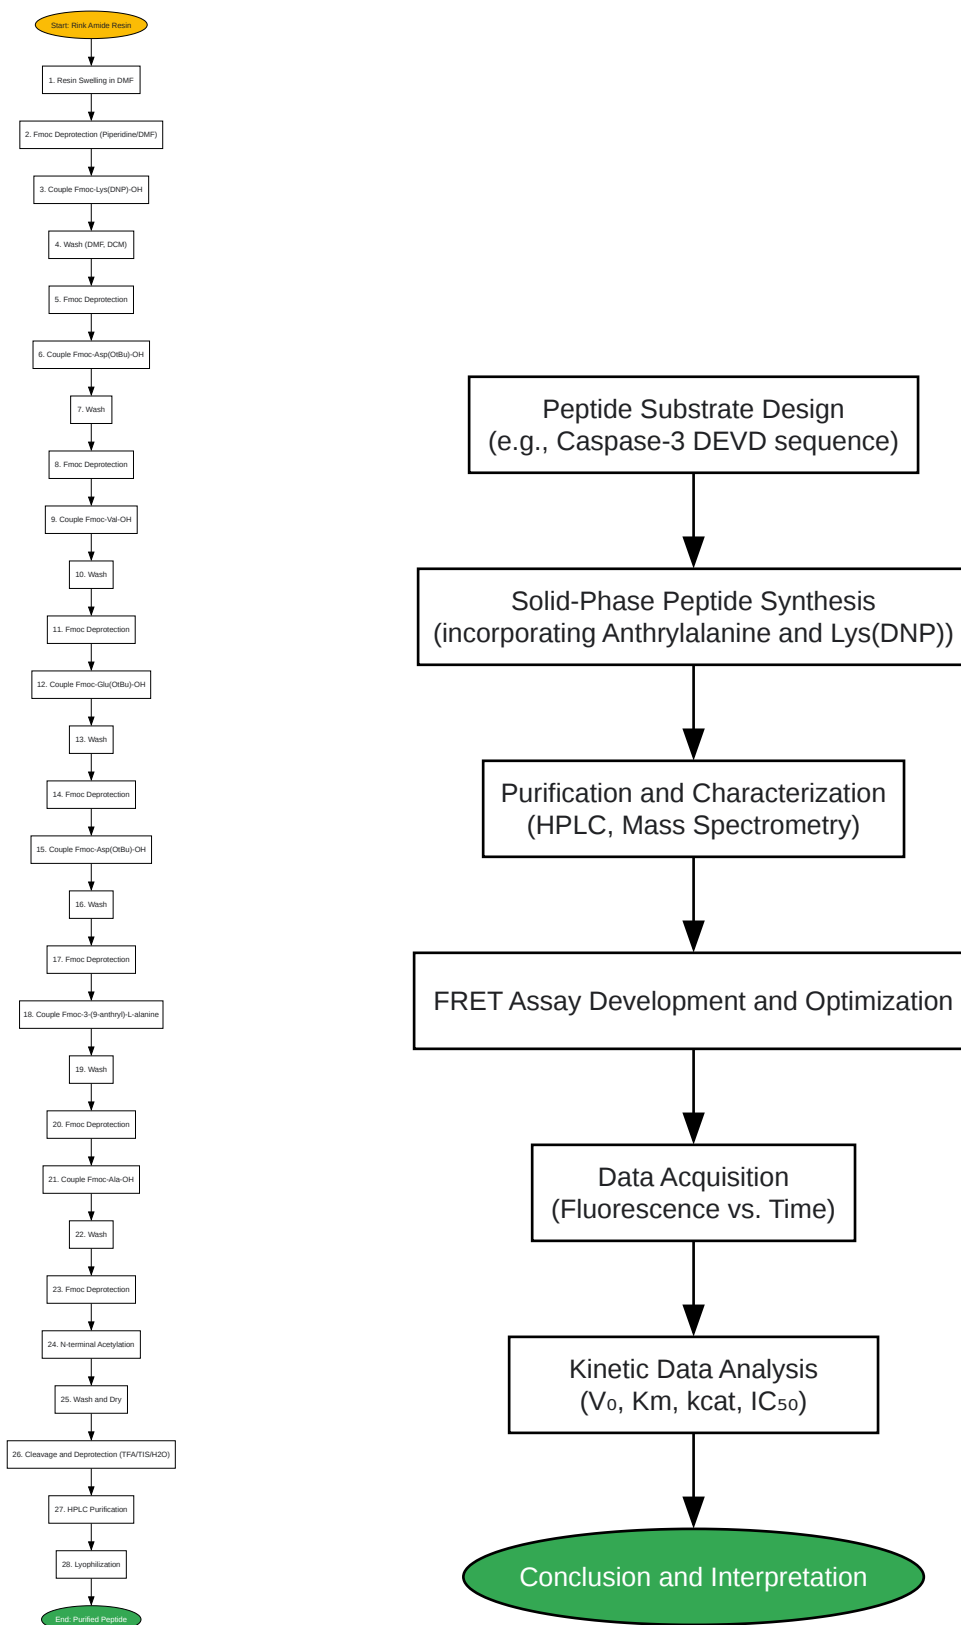 Start: Rink Amide Resin
1. Resin Swelling in DMF
2. Fmoc Deprotection (Piperidine/DMF)
3. Couple Fmoc-Lys(DNP)-OH
4. Wash (DMF, DCM)
5. Fmoc Deprotection
6. Couple Fmoc-Asp(OtBu)-OH
7. Wash
8. Fmoc Deprotection
9. Couple Fmoc-Val-OH
10. Wash
11. Fmoc Deprotection
12. Couple Fmoc-Glu(OtBu)-OH
13. Wash
14. Fmoc Deprotection
15. Couple Fmoc-Asp(OtBu)-OH
16. Wash
17. Fmoc Deprotection
18. Couple Fmoc-3-(9-anthryl)-L-alanine
19. Wash
20. Fmoc Deprotection
21. Couple Fmoc-Ala-OH
22. Wash
23. Fmoc Deprotection
24. N-terminal Acetylation
25. Wash and Dry
26. Cleavage and Deprotection (TFA/TIS/H2O)
27. HPLC Purification
28. Lyophilization
End: Purified Peptide
Peptide Substrate Design
(e.g., Caspase-3 DEVD sequence)
Solid-Phase Peptide Synthesis
(incorporating Anthrylalanine and Lys(DNP))
Purification and Characterization
(HPLC, Mass Spectrometry)
FRET Assay Development and Optimization
Data Acquisition
(Fluorescence vs. Time)
Kinetic Data Analysis
(V₀, Km, kcat, IC₅₀)
Conclusion and Interpretation